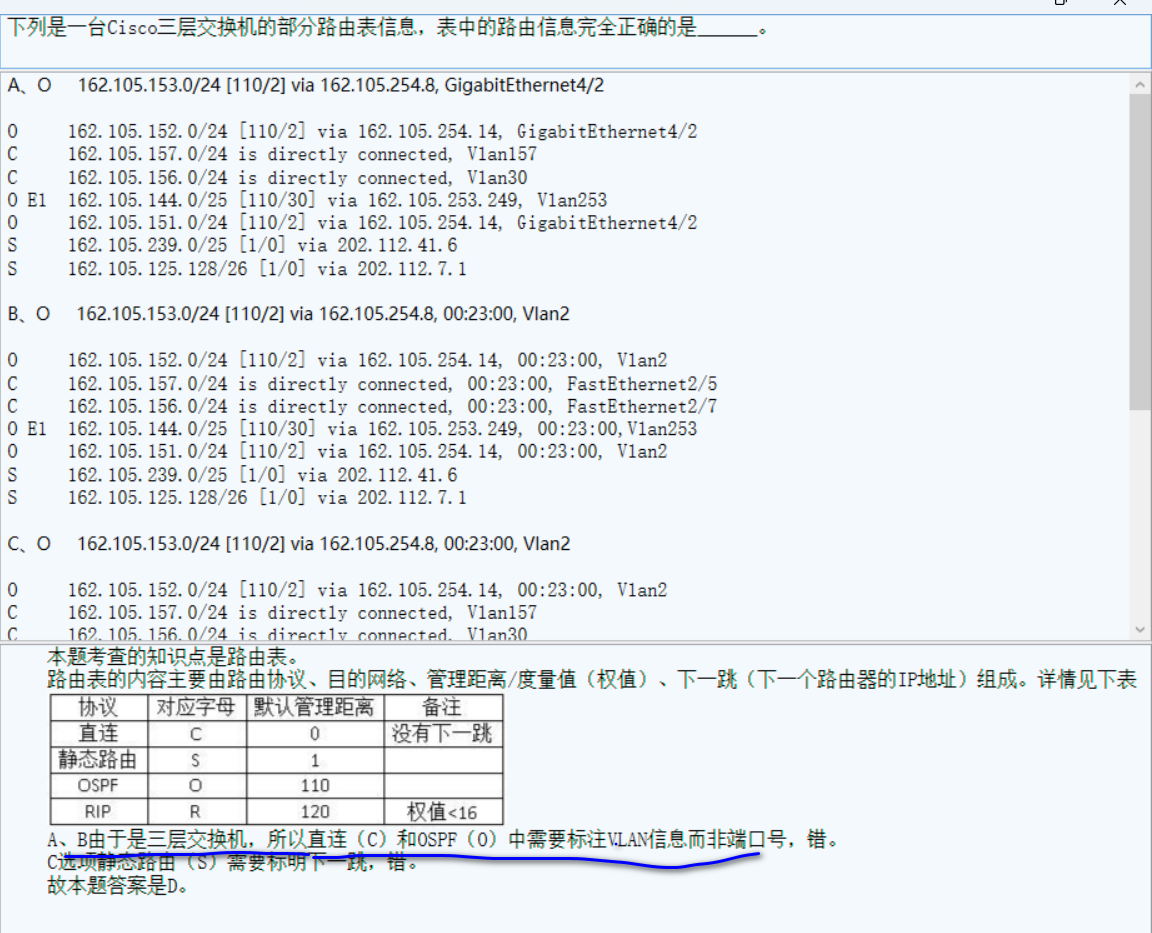 下列是一台Cisco三层交换机的部分路由表信息，表中的路由信息完全正确的是______。
A、O 162.105.153.0/24 [110/2] via 162.105.254.8, GigabitEthernet4/2
O 162.105.152.0/24 [110/2] via 162.105.254.14, GigabitEthernet4/2
C 162.105.157.0/24 is directly connected, Vlan157
C 162.105.156.0/24 is directly connected, Vlan30
O E1 162.105.144.0/25 [110/30] via 162.105.253.249, Vlan253
O 162.105.151.0/24 [110/2] via 162.105.254.14, GigabitEthernet4/2
S 162.105.239.0/25 [1/0] via 202.112.41.6
S 162.105.125.128/26 [1/0] via 202.112.7.1
B、O 162.105.153.0/24 [110/2] via 162.105.254.8, 00:23:00, Vlan2
O 162.105.152.0/24 [110/2] via 162.105.254.14, 00:23:00, Vlan2
C 162.105.157.0/24 is directly connected, 00:23:00, FastEthernet2/5
C 162.105.156.0/24 is directly connected, 00:23:00, FastEthernet2/7
O E1 162.105.144.0/25 [110/30] via 162.105.253.249, 00:23:00,Vlan253
O 162.105.151.0/24 [110/2] via 162.105.254.14, 00:23:00, Vlan2
S 162.105.239.0/25 [1/0] via 202.112.41.6
S 162.105.125.128/26 [1/0] via 202.112.7.1
C、O 162.105.153.0/24 [110/2] via 162.105.254.8, 00:23:00, Vlan2
O 162.105.152.0/24 [110/2] via 162.105.254.14, 00:23:00, Vlan2
C 162.105.157.0/24 is directly connected, Vlan157
C 162.105.156.0/24 is directly connected, Vlan30
本题考查的知识点是路由表。
路由表的内容主要由路由协议、目的网络、管理距离/度量值（权值）、下一跳（下一个路由器的IP地址）组成。详情见下表
协议 对应字母 默认管理距离 备注
直连 C 0 没有下一跳
静态路由 S 1
OSPF O 110
RIP R 120 权值<16
A、B由于是三层交换机，所以直连（C）和OSPF（O）中需要标注VLAN信息而非端口号，错。
C选项静态路由（S）需要标明下一跳，错。
故本题答案是D。